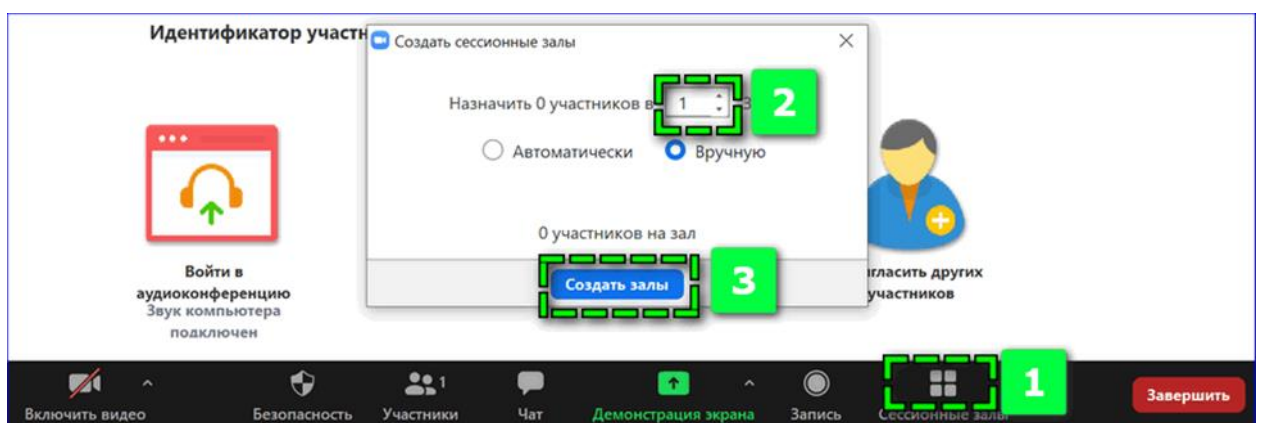 Идентификатор участн
Создать сессионные залы
Назначить 0 участников в 1
2
Автоматически Вручную
0 участников на зал
Создать залы
3
Войти в
аудиоконференцию
Звук компьютера
подключен
гласить других
участников
1
Включить видео
Безопасность
Участники 1
Чат
Демонстрация экрана
Запись
Сессионные залы
Завершить